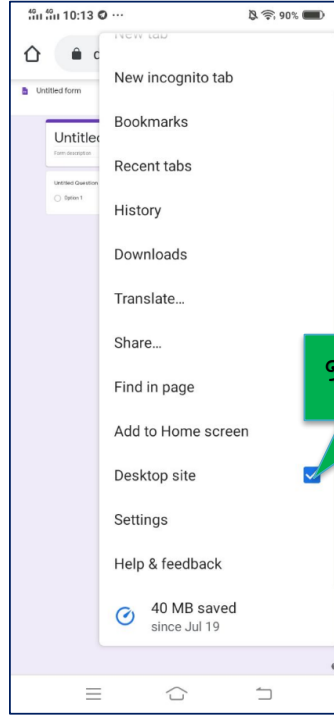 4G 4G 10:13 ··· 90%
New tab
New incognito tab
Untitled form
Bookmarks
Untitled
Form description
Recent tabs
Untitled Question
Option 1
History
Downloads
Translate...
Share...
Find in page
Add to Home screen
Desktop site
Settings
Help & feedback
40 MB saved
since Jul 19